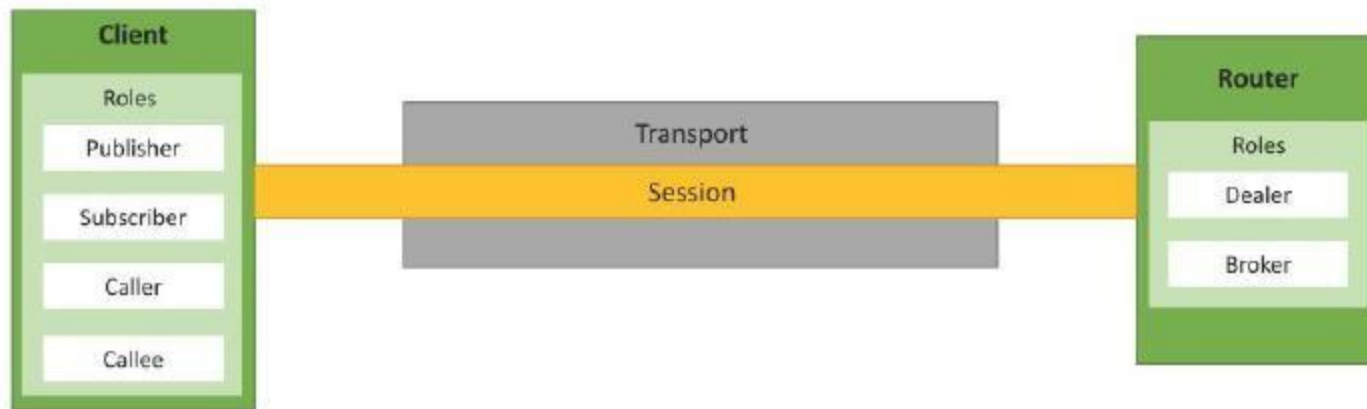 Client
Roles
Publisher
Subscriber
Caller
Callee
Transport
Session
Router
Roles
Dealer
Broker